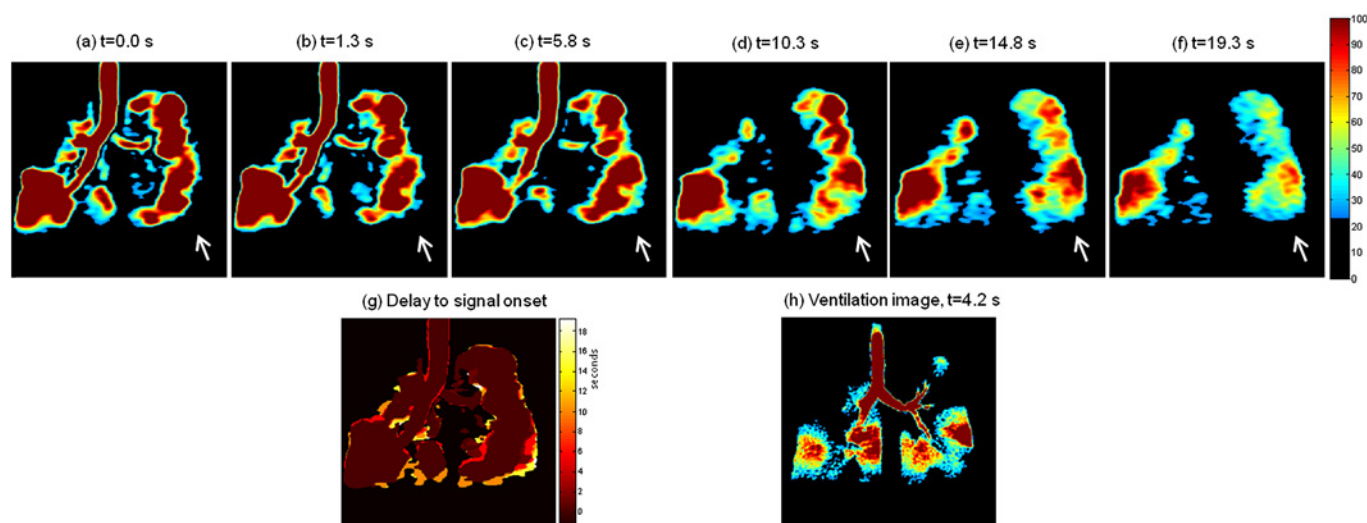 (a) t=0.0 s
(b) t=1.3 s
(c) t=5.8 s
(d) t=10.3 s
(e) t=14.8 s
(f) t=19.3 s
100
90
80
70
60
50
40
30
20
10
0
(g) Delay to signal onset
18
16
14
12
10
8
6
4
2
0
seconds
(h) Ventilation image, t=4.2 s